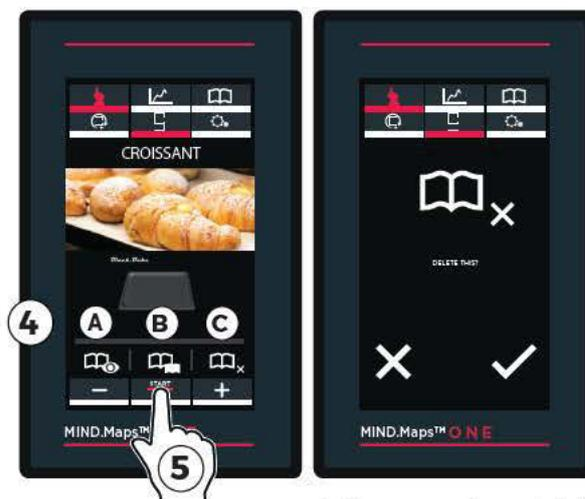 CROISSANT
4
A B C
START
MIND.Maps™
5
DELETE THIS?
MIND.Maps™ ONE